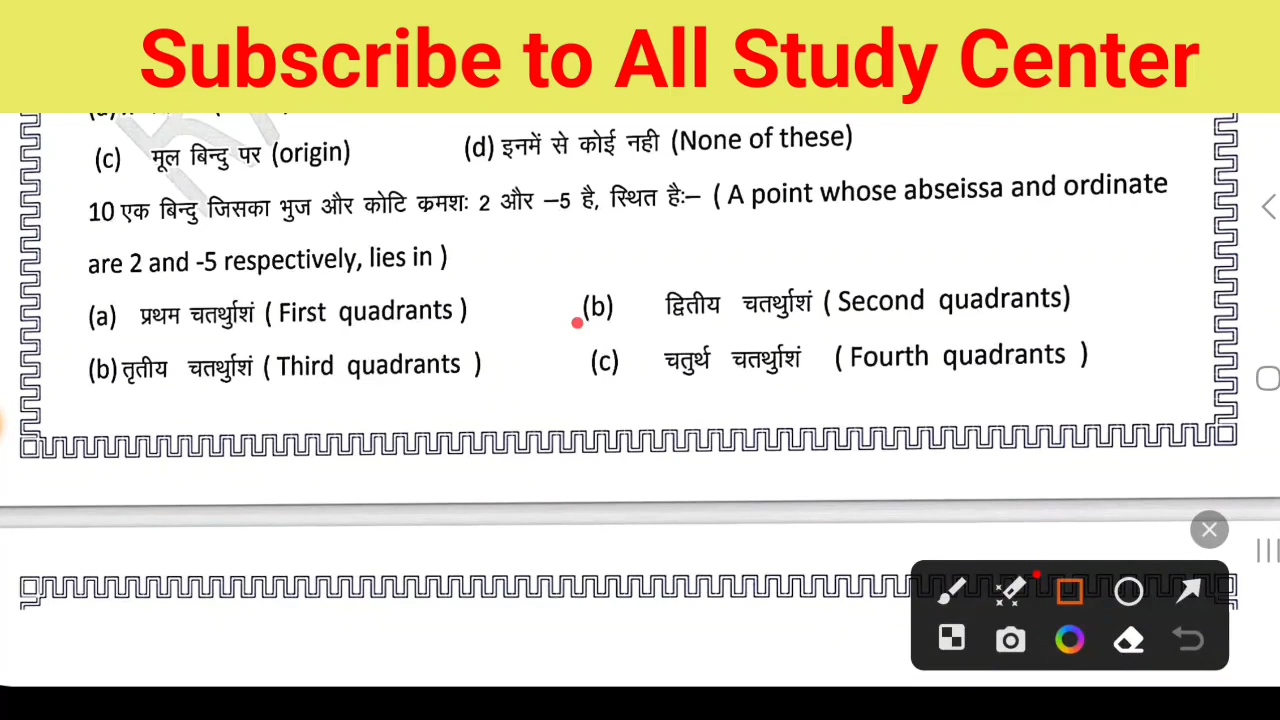 Subscribe to All Study Center
(c) मूल बिन्दु पर (origin) (d) इनमें से कोई नही (None of these)
10 एक बिन्दु जिसका भुज और कोटि क्रमशः 2 और –5 है, स्थित हैः– ( A point whose abseissa and ordinate
are 2 and -5 respectively, lies in )
(a) प्रथम चतर्थुाशं ( First quadrants ) (b) द्वितीय चतर्थुाशं ( Second quadrants)
(b) तृतीय चतर्थुाशं ( Third quadrants ) (c) चतुर्थ चतर्थुाशं ( Fourth quadrants )